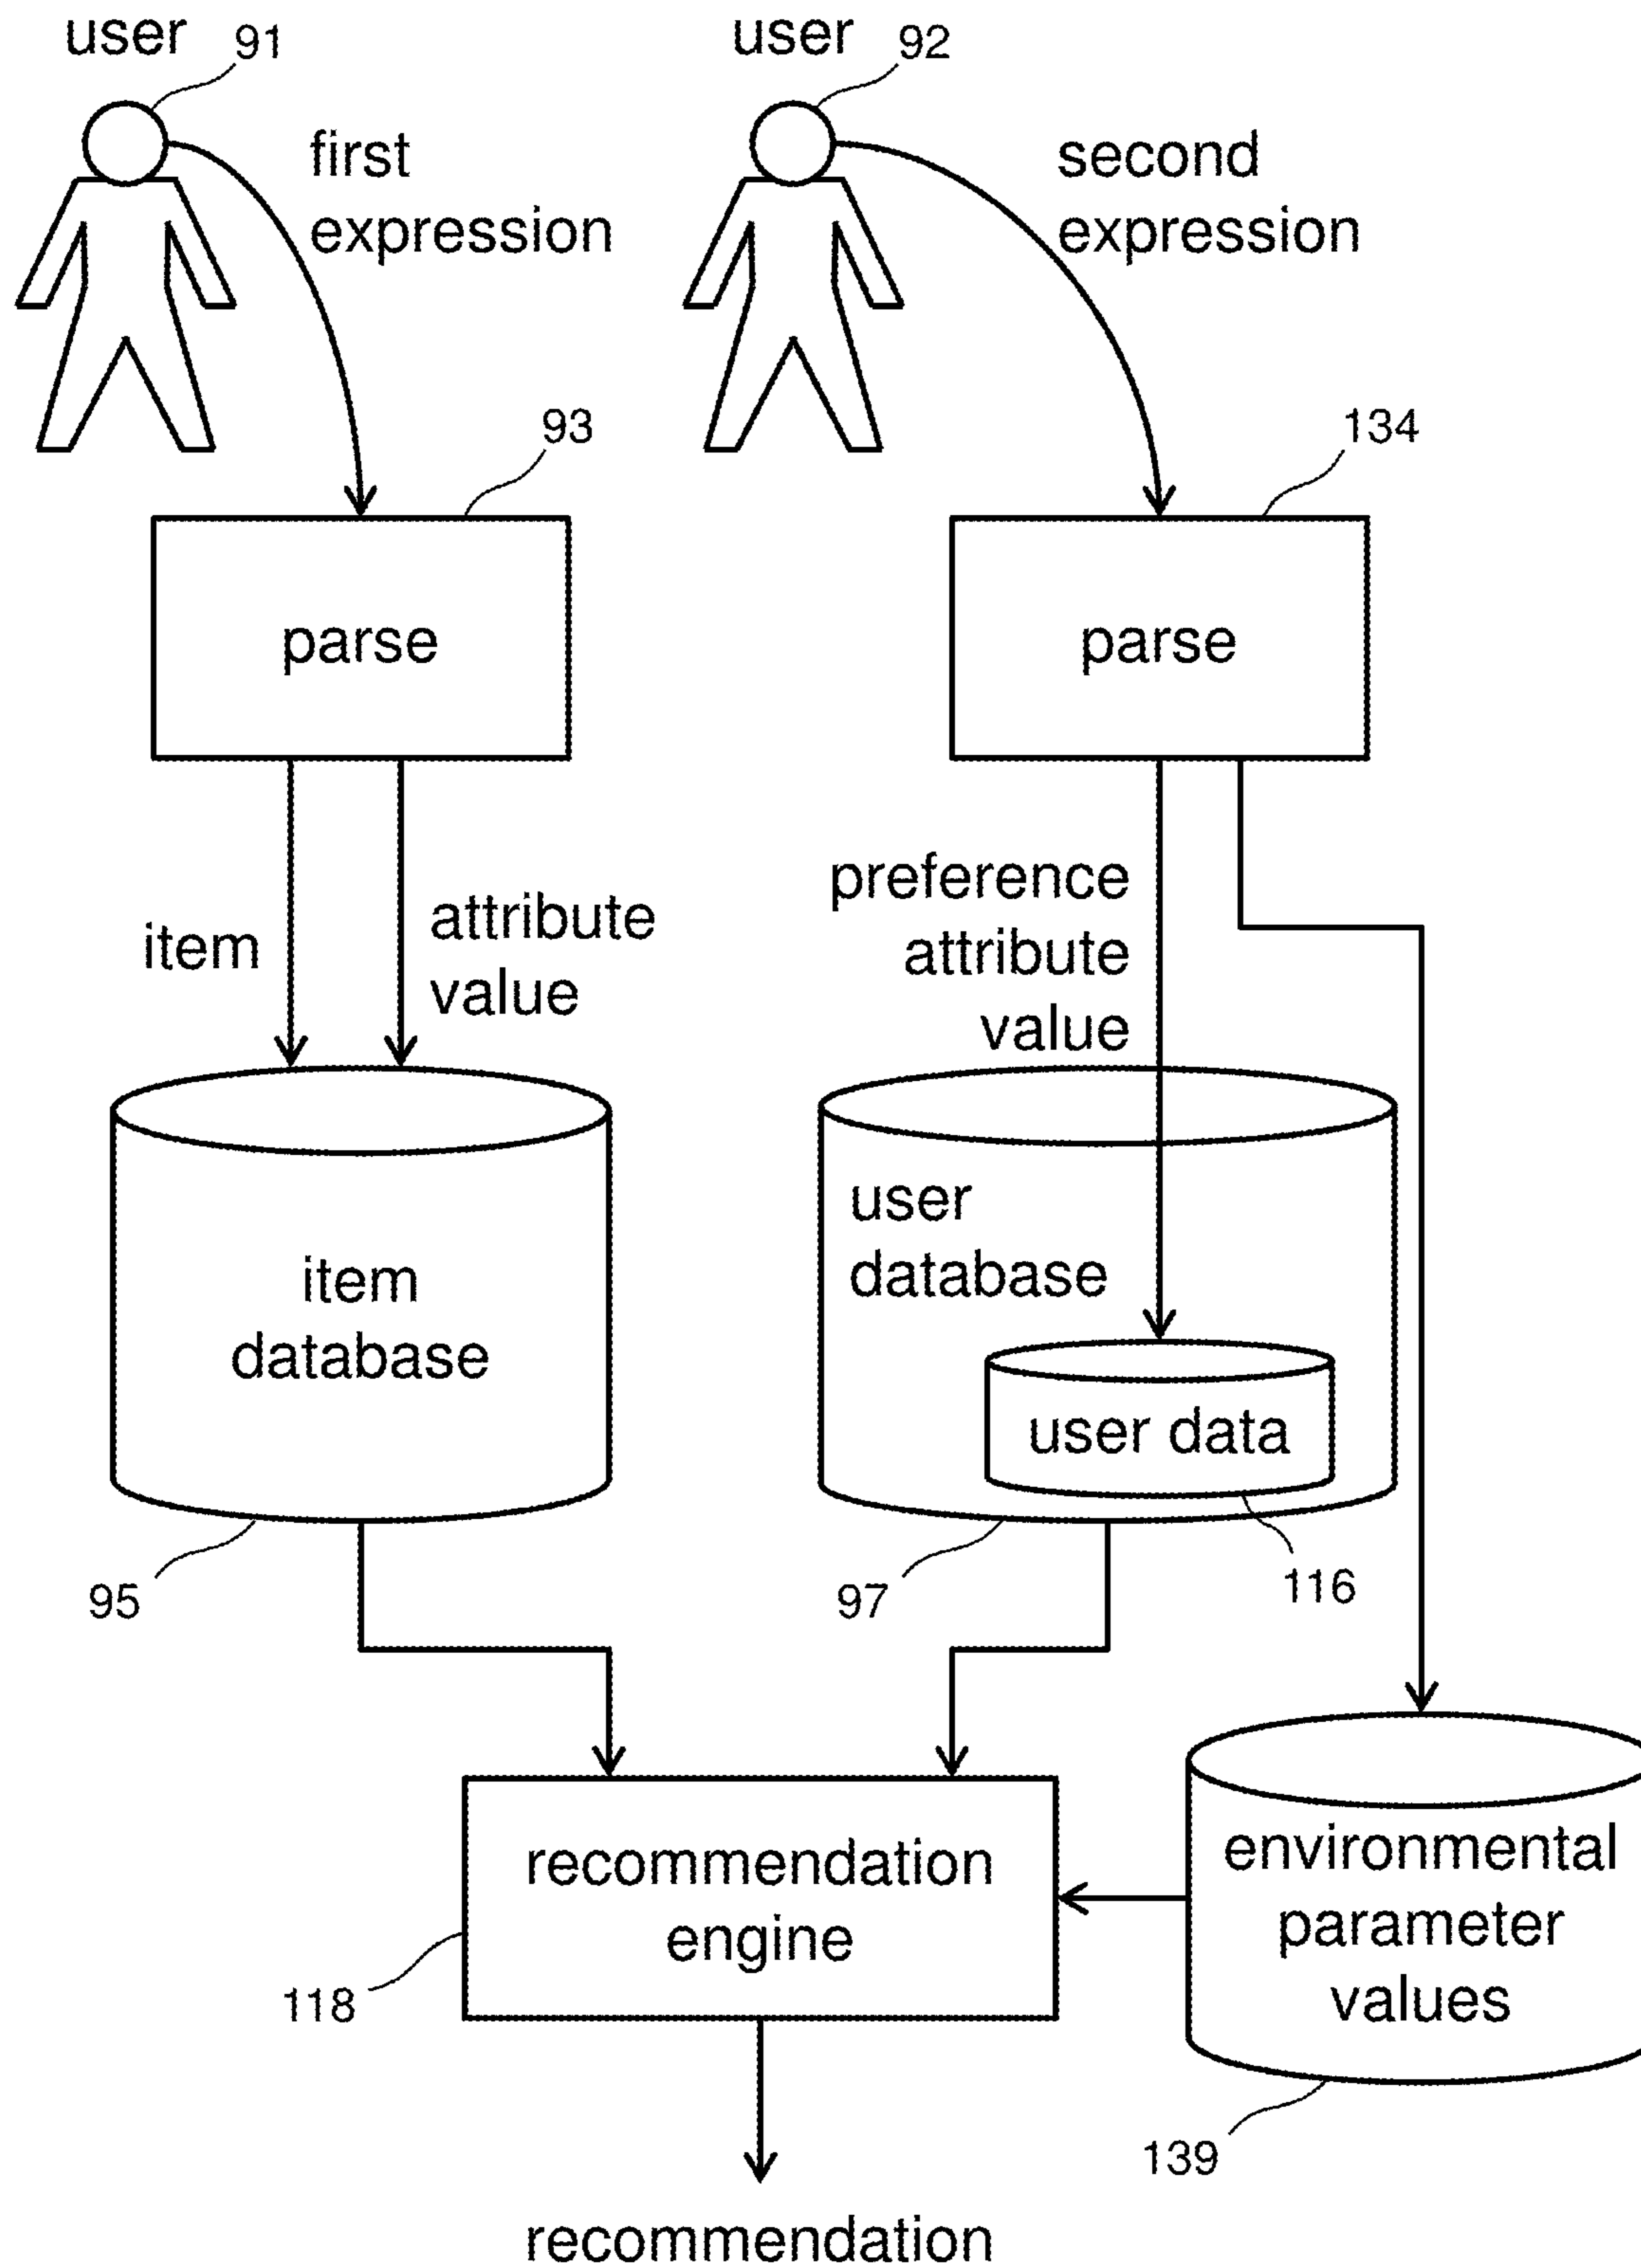 user 91
user 92
first
expression
second
expression
93
134
parse
parse
item
attribute
value
preference
attribute
value
item
database
user
database
user data
95
97
116
recommendation
engine
118
environmental
parameter
values
139
recommendation